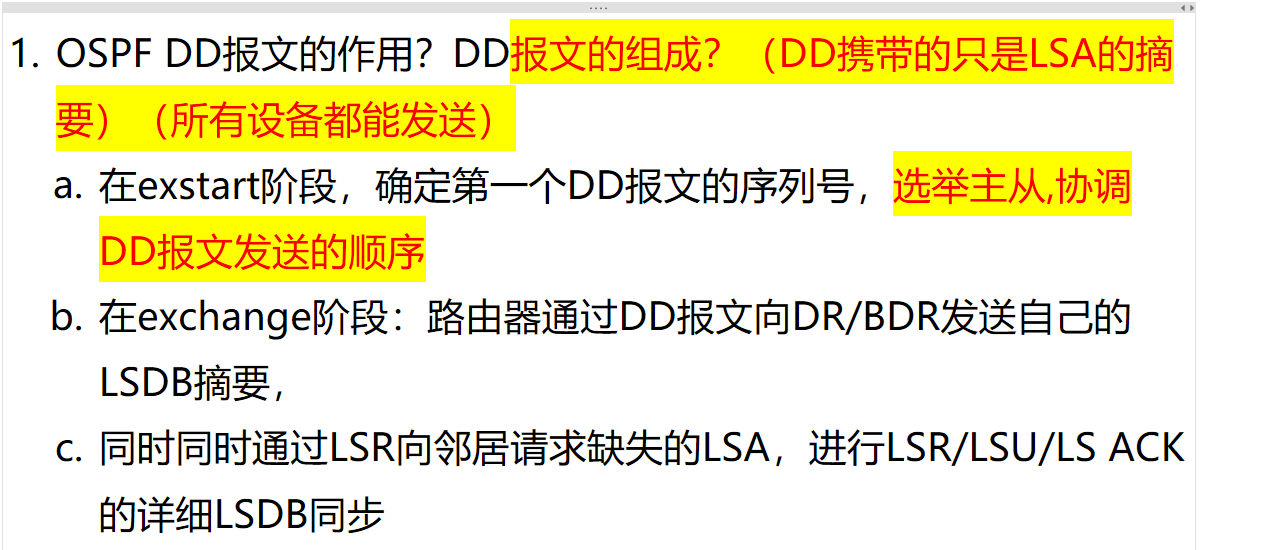 1. OSPF DD报文的作用？DD报文的组成？（DD携带的只是LSA的摘
要）（所有设备都能发送）
a. 在exstart阶段，确定第一个DD报文的序列号，选举主从,协调
DD报文发送的顺序
b. 在exchange阶段：路由器通过DD报文向DR/BDR发送自己的
LSDB摘要，
c. 同时同时通过LSR向邻居请求缺失的LSA，进行LSR/LSU/LS ACK
的详细LSDB同步